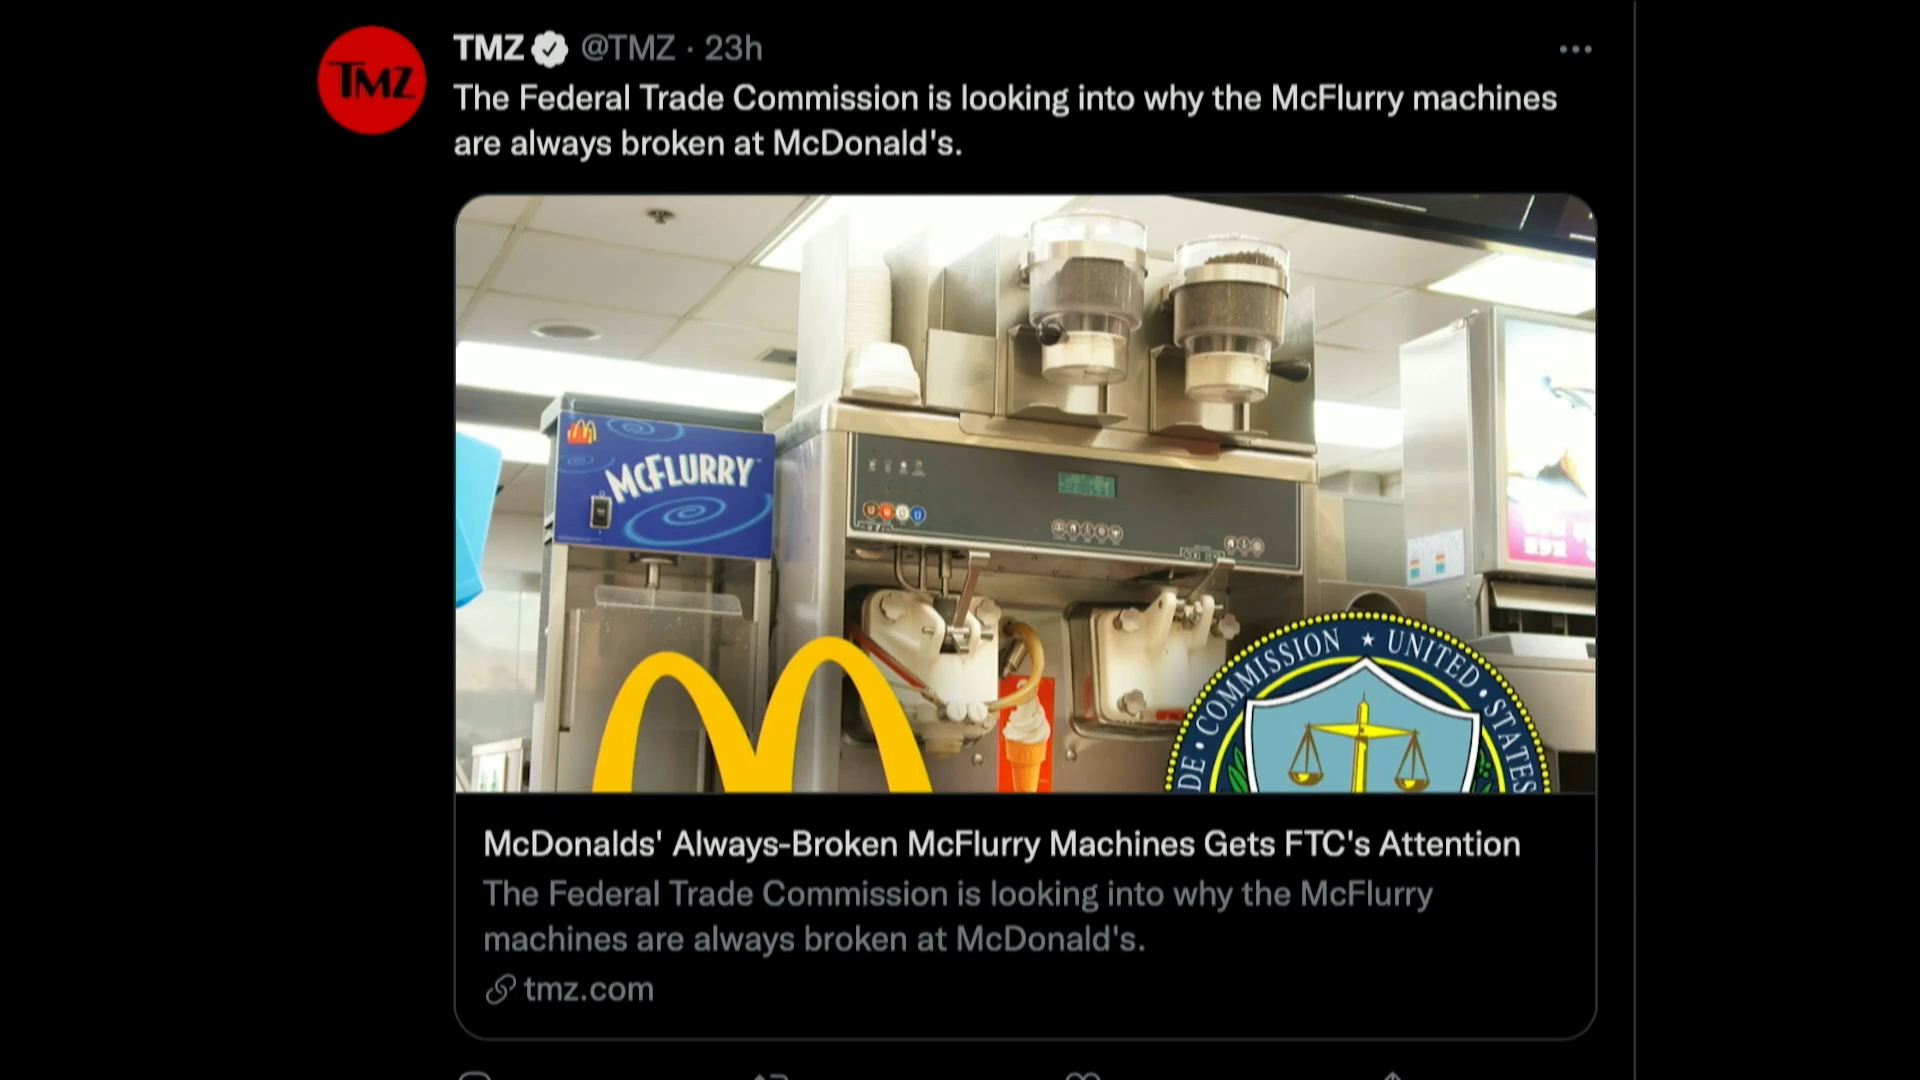 TMZ
TMZ @TMZ · 23h
The Federal Trade Commission is looking into why the McFlurry machines
are always broken at McDonald's.
McFLURRY
COMMISSION ★ UNITED • STATES
McDonalds' Always-Broken McFlurry Machines Gets FTC's Attention
The Federal Trade Commission is looking into why the McFlurry
machines are always broken at McDonald's.
tmz.com